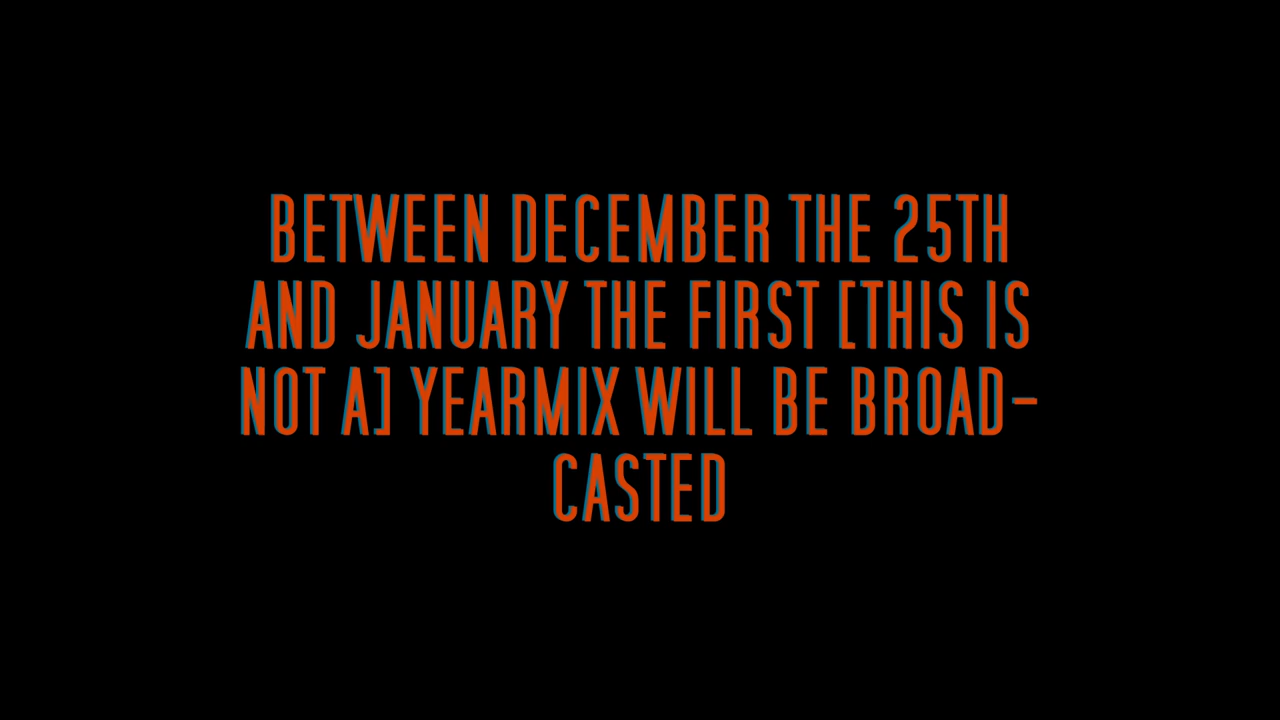 BETWEEN DECEMBER THE 25TH
AND JANUARY THE FIRST [THIS IS
NOT A] YEARMIX WILL BE BROAD-
CASTED